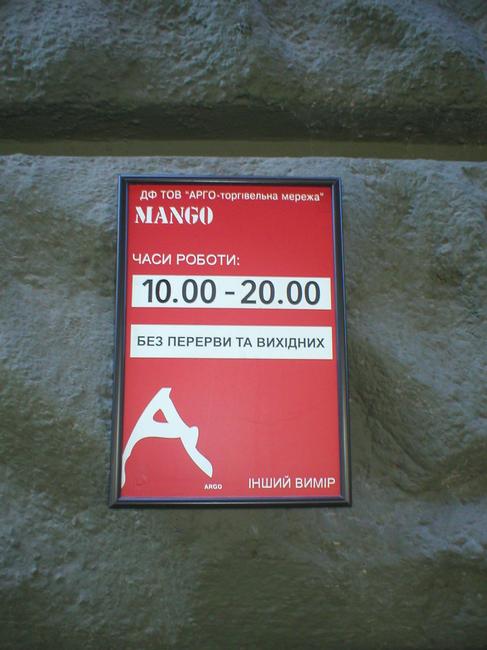 ДФ ТОВ "АРГО-торгівельна мережа"
MANGO
ЧАСИ РОБОТИ:
10.00 - 20.00
БЕЗ ПЕРЕРВИ ТА ВИХІДНИХ
ARGO
ІНШИЙ ВИМІР